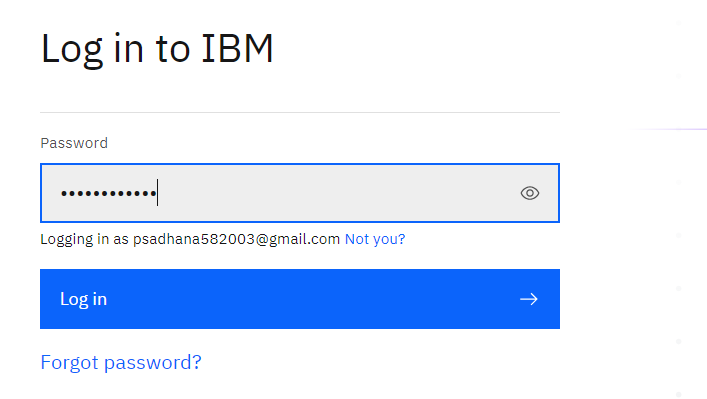 Log in to IBM
Password
••••••••••••
Logging in as psadhana582003@gmail.com Not you?
Log in
Forgot password?